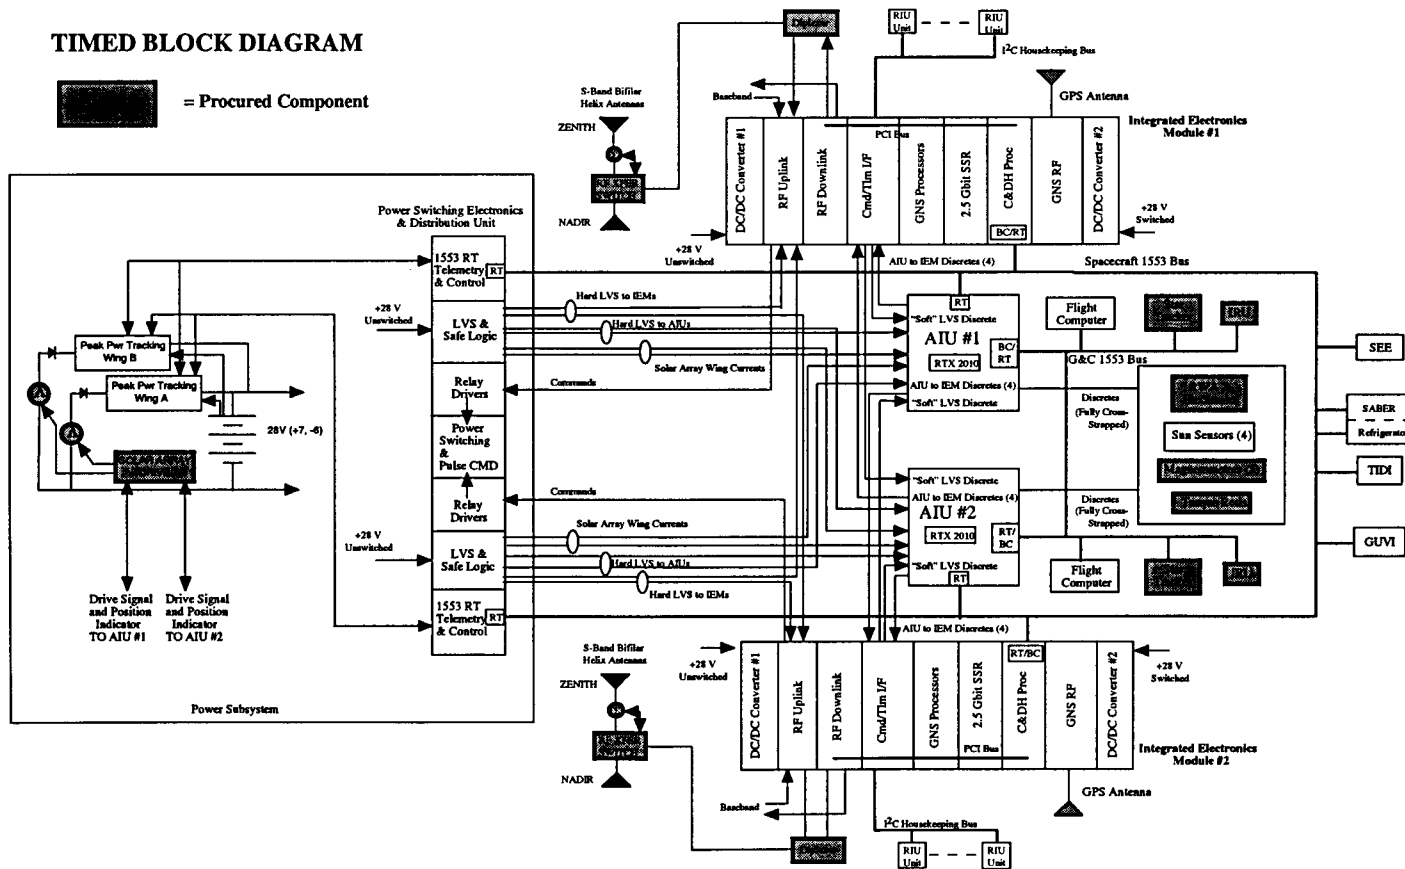 TIMED BLOCK DIAGRAM
= Procured Component
Diplexer
RIU
Unit
RIU
Unit
I²C Housekeeping Bus
S-Band Bifilar
Helix Antennas
Baseband
GPS Antenna
ZENITH
NADIR
Integrated Electronics
Module #1
PCI Bus
DC/DC Converter #1
RF Uplink
RF Downlink
Cmd/Tlm I/F
GNS Processors
2.5 Gbit SSR
C&DH Proc
BC/RT
GNS RF
DC/DC Converter #2
+28 V
Unswitched
+28 V
Switched
AIU to IEM Discretes (4)
Spacecraft 1553 Bus
Power Switching Electronics
& Distribution Unit
1553 RT
Telemetry
& Control
RT
+28 V
Unswitched
LVS &
Safe Logic
Relay
Drivers
Power
Switching
&
Pulse CMD
Relay
Drivers
+28 V
Unswitched
LVS &
Safe Logic
1553 RT
Telemetry
& Control
RT
Hard LVS to IEMs
Hard LVS to AIUs
Solar Array Wing Currents
Commands
Commands
Solar Array Wing Currents
Hard LVS to AIUs
Hard LVS to IEMs
Peak Pwr Tracking
Wing B
Peak Pwr Tracking
Wing A
28V (+7, -6)
SOLAR ARRAY
Drive Signal
and Position
Indicator
TO AIU #1
Drive Signal
and Position
Indicator
TO AIU #2
Power Subsystem
RT
"Soft" LVS Discrete
AIU #1
BC/
RT
RTX 2010
AIU to IEM Discretes (4)
"Soft" LVS Discrete
Flight
Computer
IRU
G&C 1553 Bus
Discretes
(Fully Cross-
Strapped)
Sun Sensors (4)
Discretes
(Fully Cross-
Strapped)
"Soft" LVS Discrete
AIU to IEM Discretes (4)
AIU #2
RTX 2010
RT/
BC
"Soft" LVS Discrete
RT
Flight
Computer
IRU
SEE
SABER
Refrigerator
TIDI
GUVI
AIU to IEM Discretes (4)
S-Band Bifilar
Helix Antennas
ZENITH
NADIR
+28 V
Unswitched
DC/DC Converter #1
RF Uplink
RF Downlink
Cmd/Tlm I/F
GNS Processors
2.5 Gbit SSR
RT/BC
C&DH Proc
GNS RF
DC/DC Converter #2
+28 V
Switched
PCI Bus
Integrated Electronics
Module #2
Baseband
GPS Antenna
I²C Housekeeping Bus
RIU
Unit
RIU
Unit